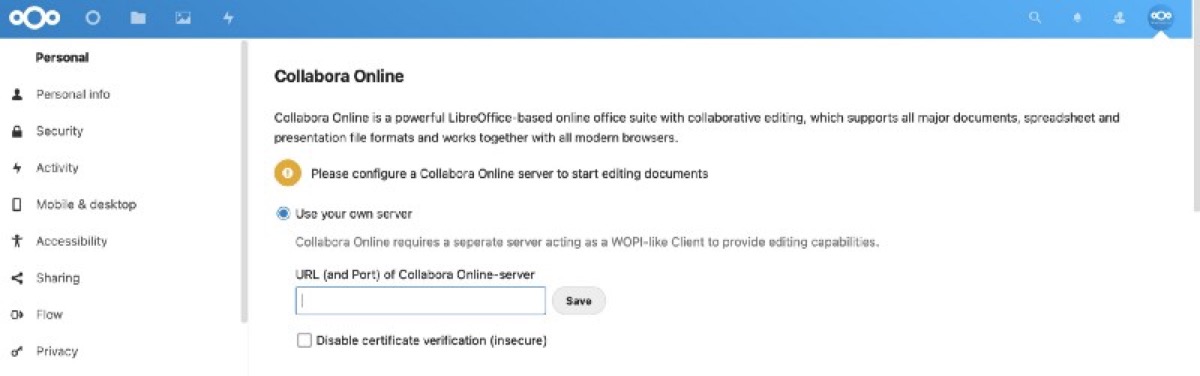 Personal
Personal info
Security
Activity
Mobile & desktop
Accessibility
Sharing
Flow
Privacy
Collabora Online
Collabora Online is a powerful LibreOffice-based online office suite with collaborative editing, which supports all major documents, spreadsheet and
presentation file formats and works together with all modern browsers.
Please configure a Collabora Online server to start editing documents
Use your own server
Collabora Online requires a seperate server acting as a WOPI-like Client to provide editing capabilities.
URL (and Port) of Collabora Online-server
Save
Disable certificate verification (insecure)